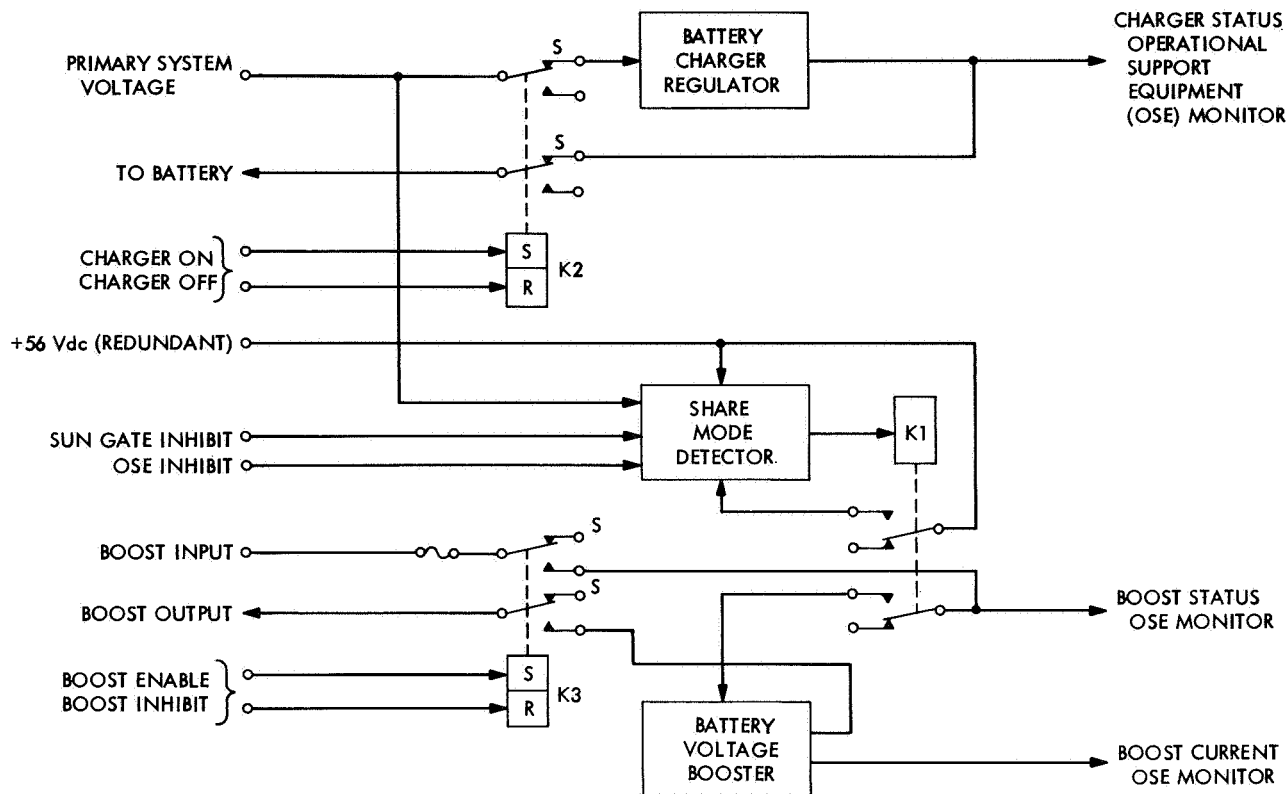 PRIMARY SYSTEM
VOLTAGE
S
BATTERY
CHARGER
REGULATOR
CHARGER STATUS
OPERATIONAL
SUPPORT
EQUIPMENT
(OSE) MONITOR
TO BATTERY
S
CHARGER ON
CHARGER OFF
S
R
K2
+56 Vdc (REDUNDANT)
SHARE
MODE
DETECTOR.
K1
SUN GATE INHIBIT
OSE INHIBIT
BOOST INPUT
S
BOOST OUTPUT
S
BOOST STATUS
OSE MONITOR
BOOST ENABLE
BOOST INHIBIT
S
R
K3
BATTERY
VOLTAGE
BOOSTER
BOOST CURRENT
OSE MONITOR